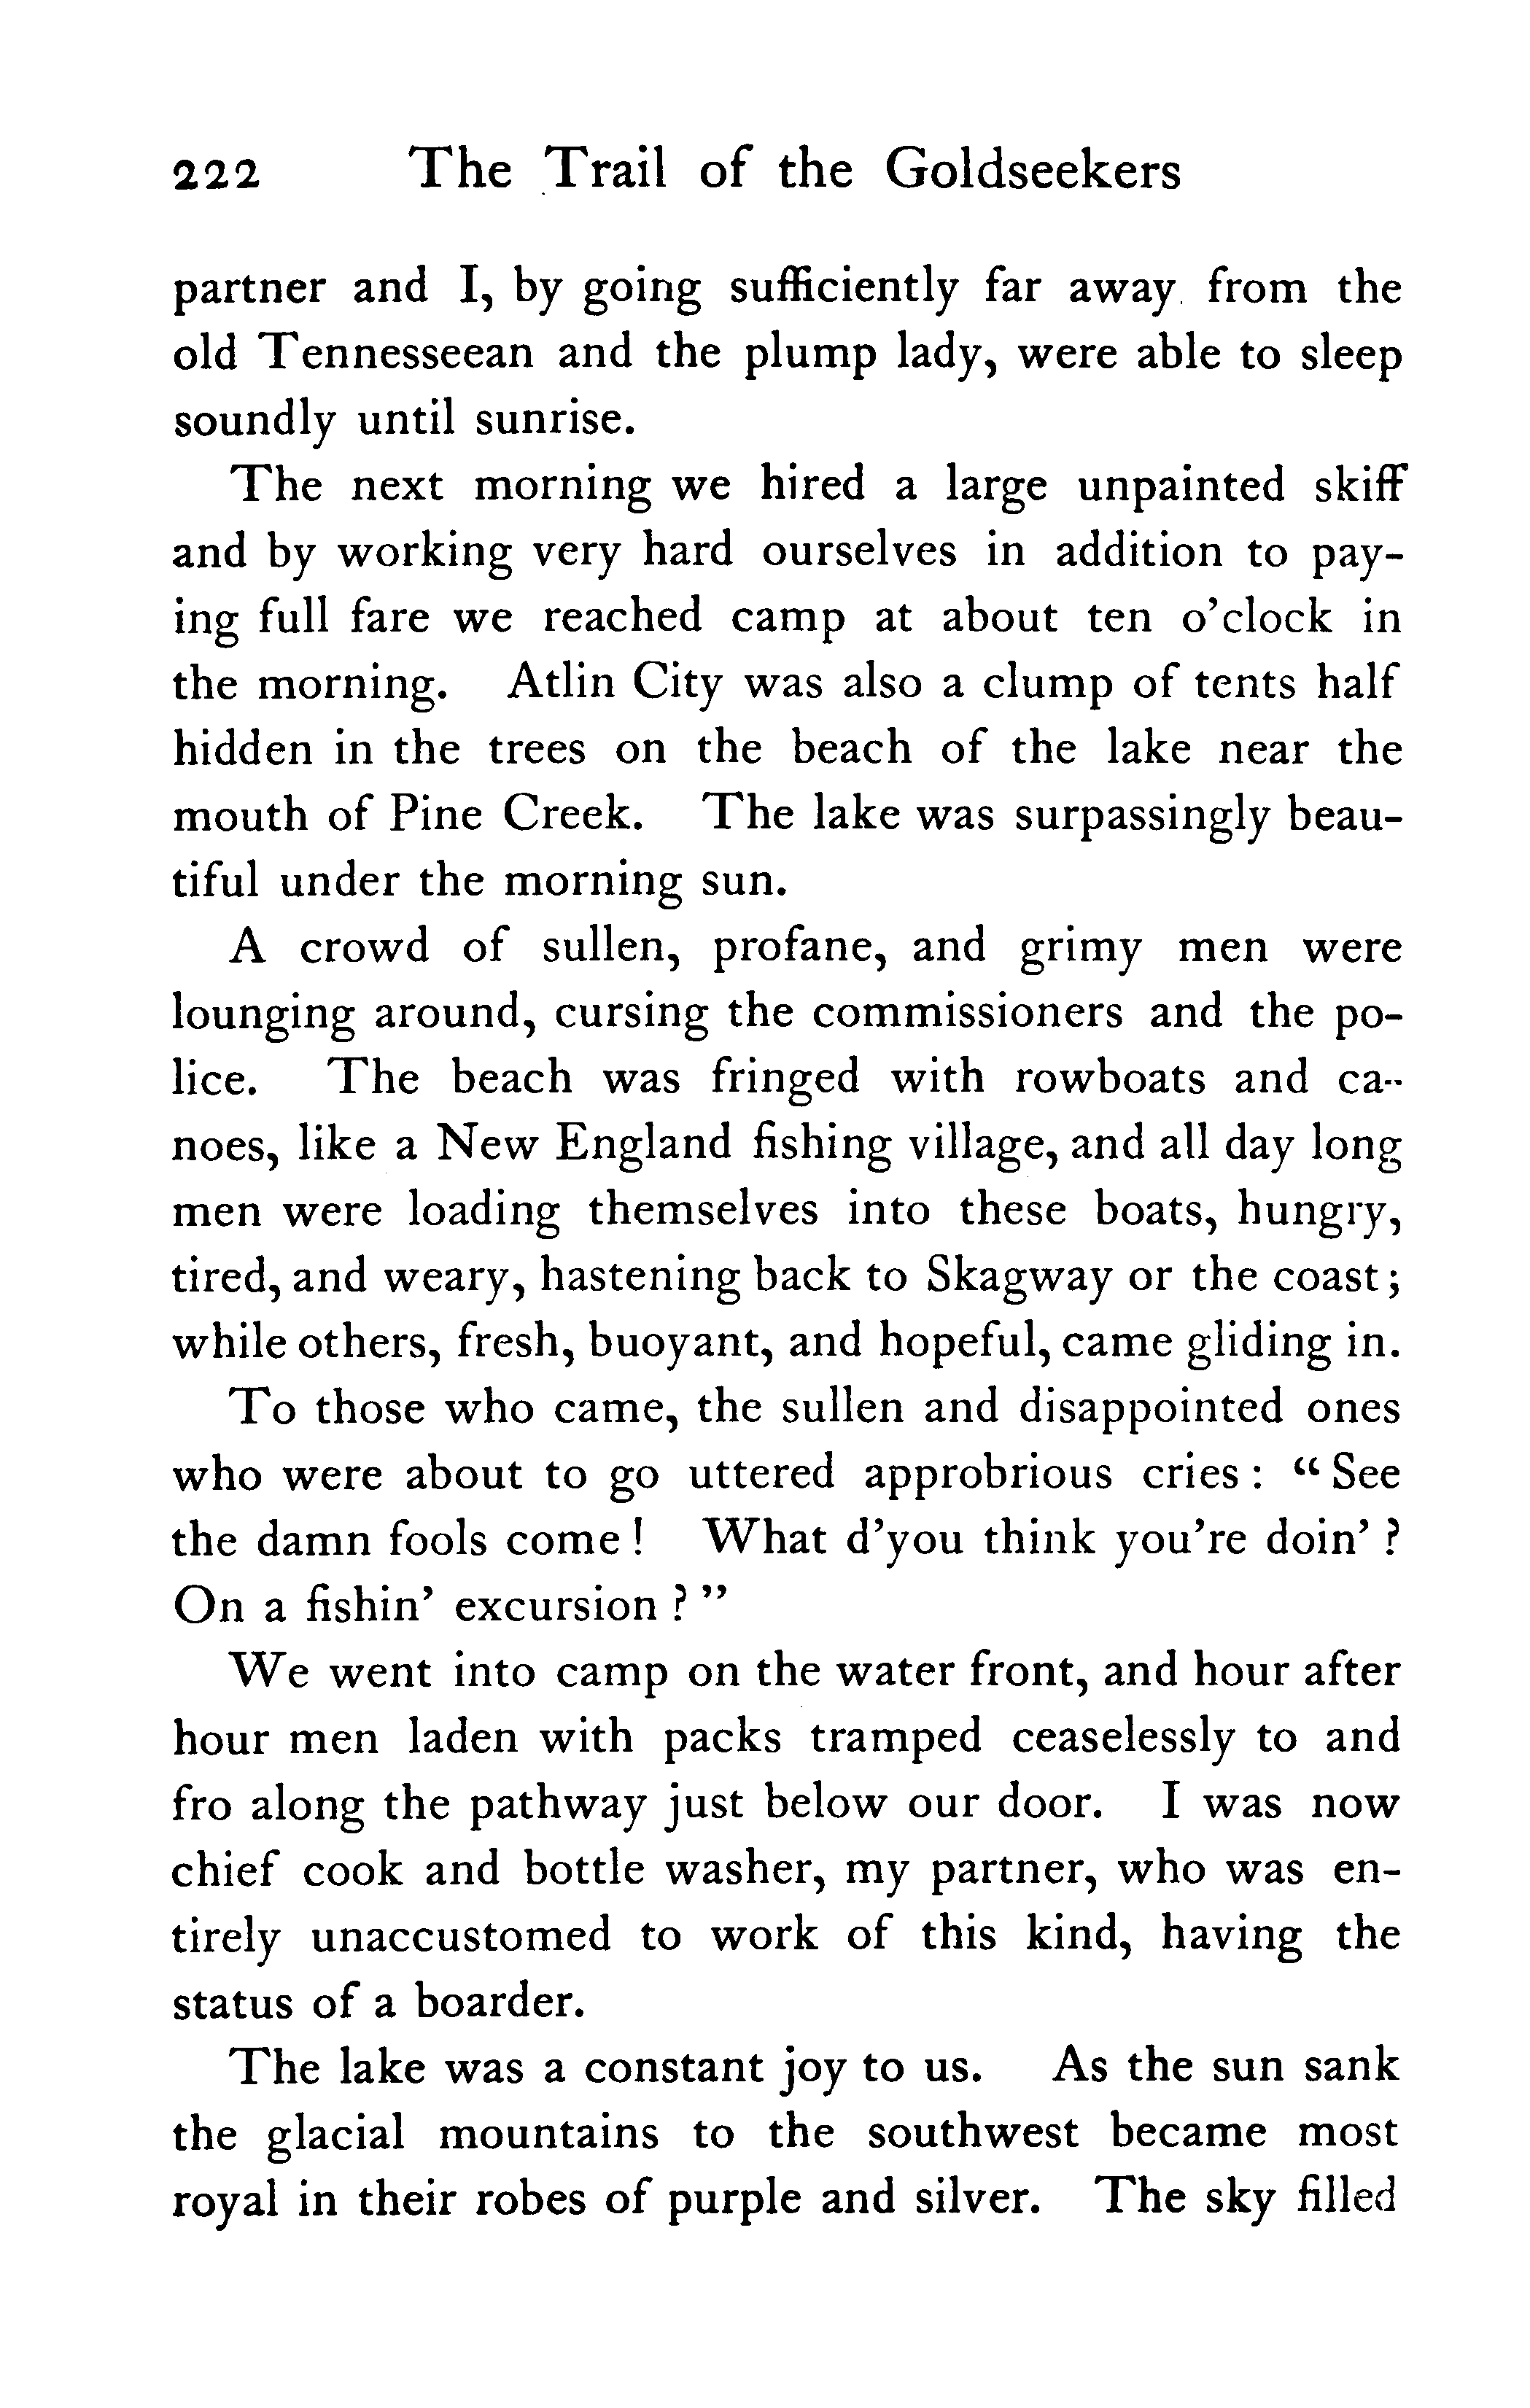 222 The Trail of the Goldseekers
partner and I, by going sufficiently far away from the
old Tennesseean and the plump lady, were able to sleep
soundly until sunrise.
The next morning we hired a large unpainted skiff
and by working very hard ourselves in addition to pay-
ing full fare we reached camp at about ten o’clock in
the morning. Atlin City was also a clump of tents half
hidden in the trees on the beach of the lake near the
mouth of Pine Creek. The lake was surpassingly beau-
tiful under the morning sun.
A crowd of sullen, profane, and grimy men were
lounging around, cursing the commissioners and the po-
lice. The beach was fringed with rowboats and ca-
noes, like a New England fishing village, and all day long
men were loading themselves into these boats, hungry,
tired, and weary, hastening back to Skagway or the coast;
while others, fresh, buoyant, and hopeful, came gliding in.
To those who came, the sullen and disappointed ones
who were about to go uttered approbrious cries: “See
the damn fools come! What d’you think you’re doin’?
On a fishin’ excursion?”
We went into camp on the water front, and hour after
hour men laden with packs tramped ceaselessly to and
fro along the pathway just below our door. I was now
chief cook and bottle washer, my partner, who was en-
tirely unaccustomed to work of this kind, having the
status of a boarder.
The lake was a constant joy to us. As the sun sank
the glacial mountains to the southwest became most
royal in their robes of purple and silver. The sky filled